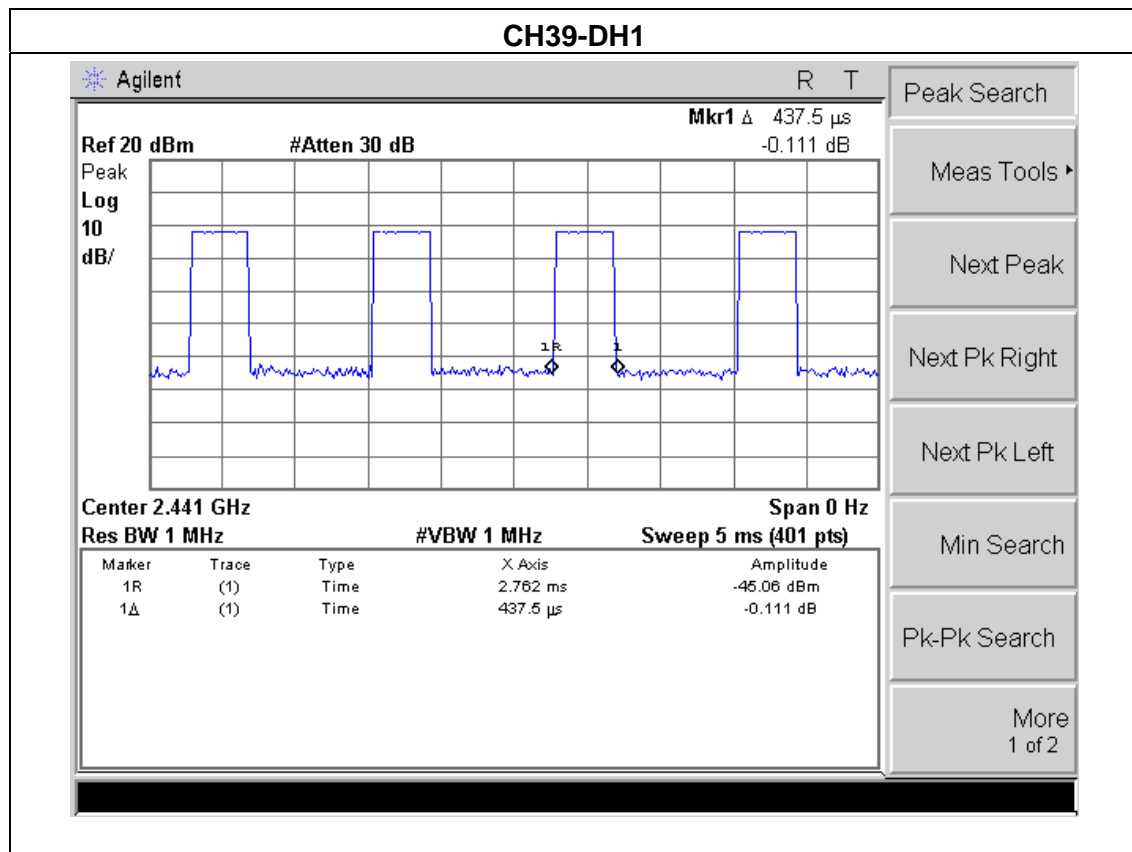 CH39-DH1
Agilent R T
Peak Search
Mkr1 Δ 437.5 µs
Ref 20 dBm #Atten 30 dB -0.111 dB
Peak
Log
10
dB/
1R 1
Center 2.441 GHz Span 0 Hz
Res BW 1 MHz #VBW 1 MHz Sweep 5 ms (401 pts)
Marker Trace Type X Axis Amplitude
1R (1) Time 2.762 ms -45.06 dBm
1Δ (1) Time 437.5 µs -0.111 dB
Meas Tools
Next Peak
Next Pk Right
Next Pk Left
Min Search
Pk-Pk Search
More
1 of 2